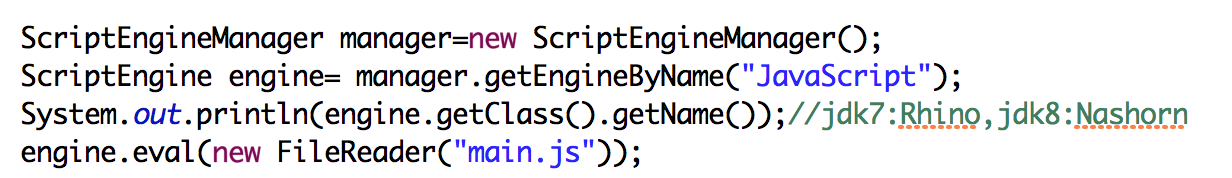 ScriptEngineManager manager=new ScriptEngineManager();
ScriptEngine engine= manager.getEngineByName("JavaScript");
System.out.println(engine.getClass().getName());//jdk7:Rhino,jdk8:Nashorn
engine.eval(new FileReader("main.js"));